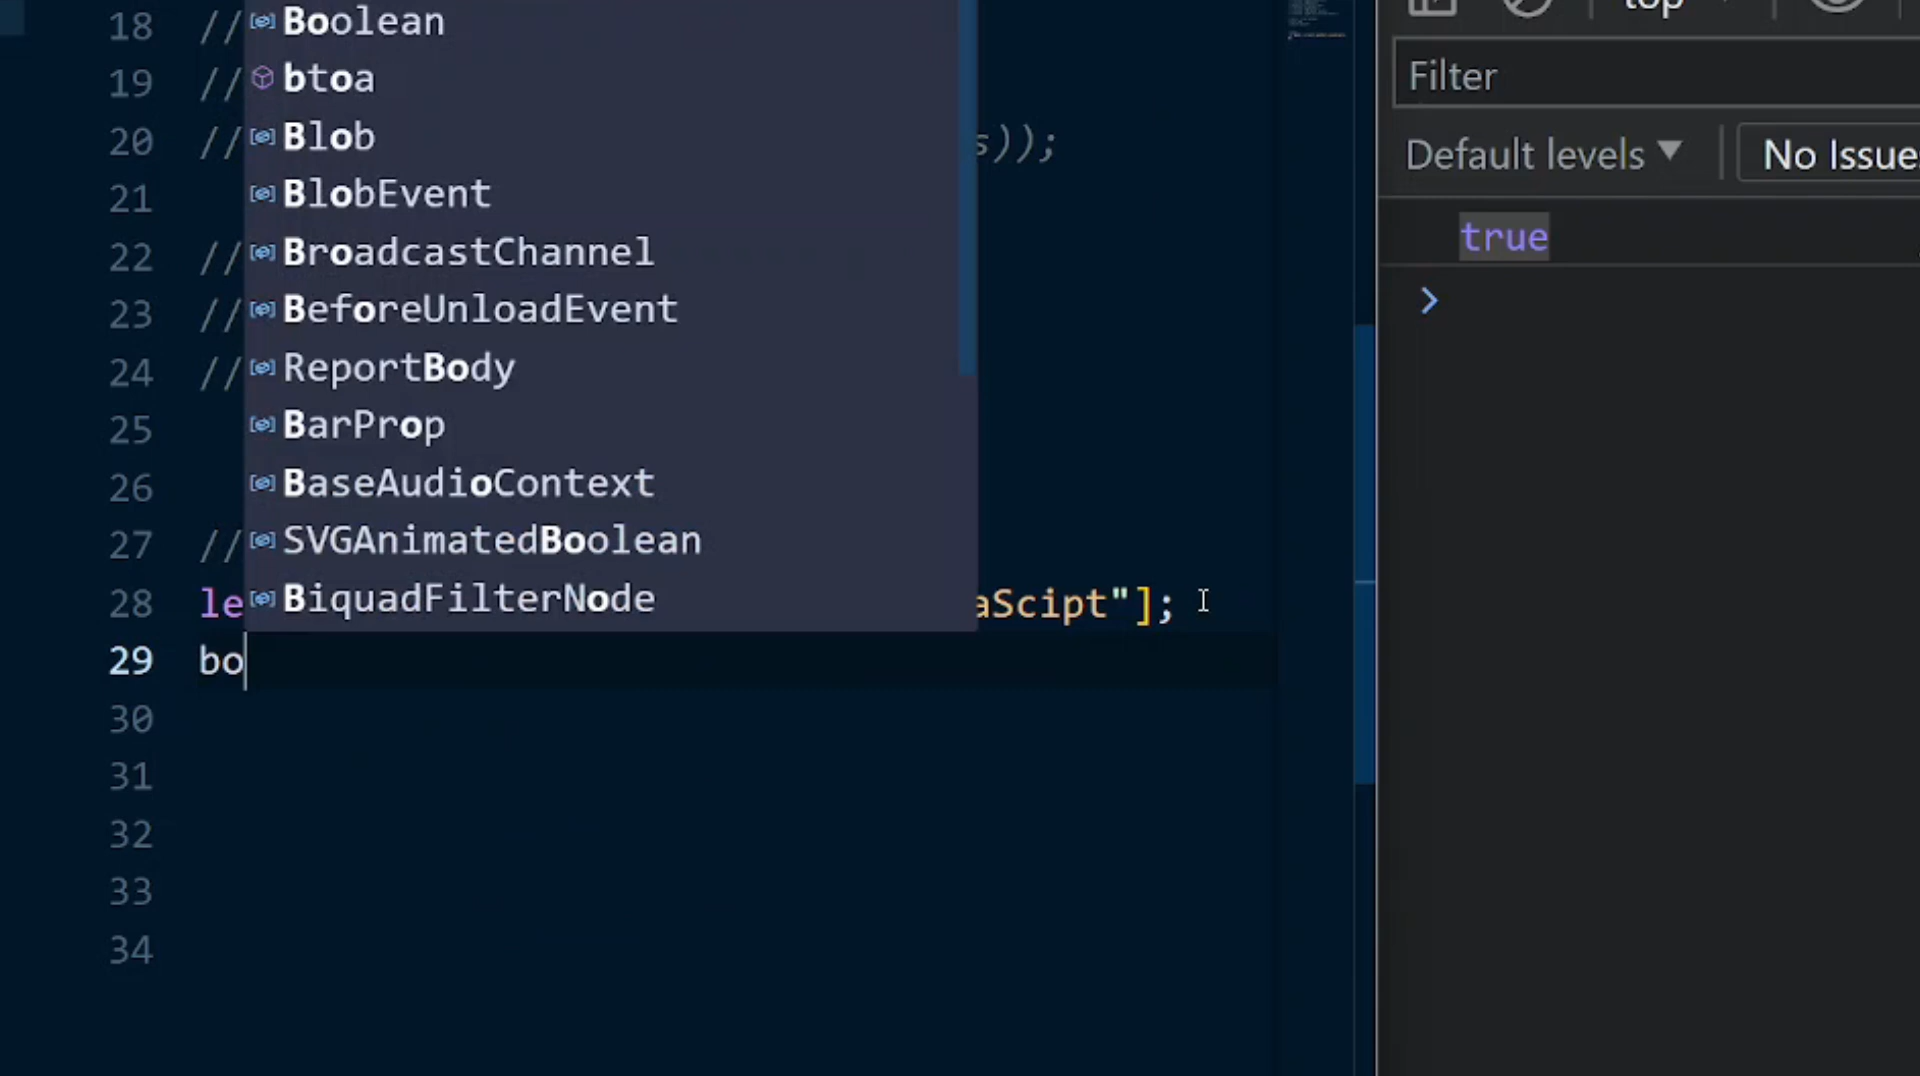 18 // Boolean
19 // btoa
20 // Blob s));
21 BlobEvent
22 // BroadcastChannel
23 // BeforeUnloadEvent
24 // ReportBody
25 BarProp
26 BaseAudioContext
27 // SVGAnimatedBoolean
28 le BiquadFilterNode aScipt"];
29 bo
30
31
32
33
34
top
Filter
Default levels ▼ No Issue
true
>